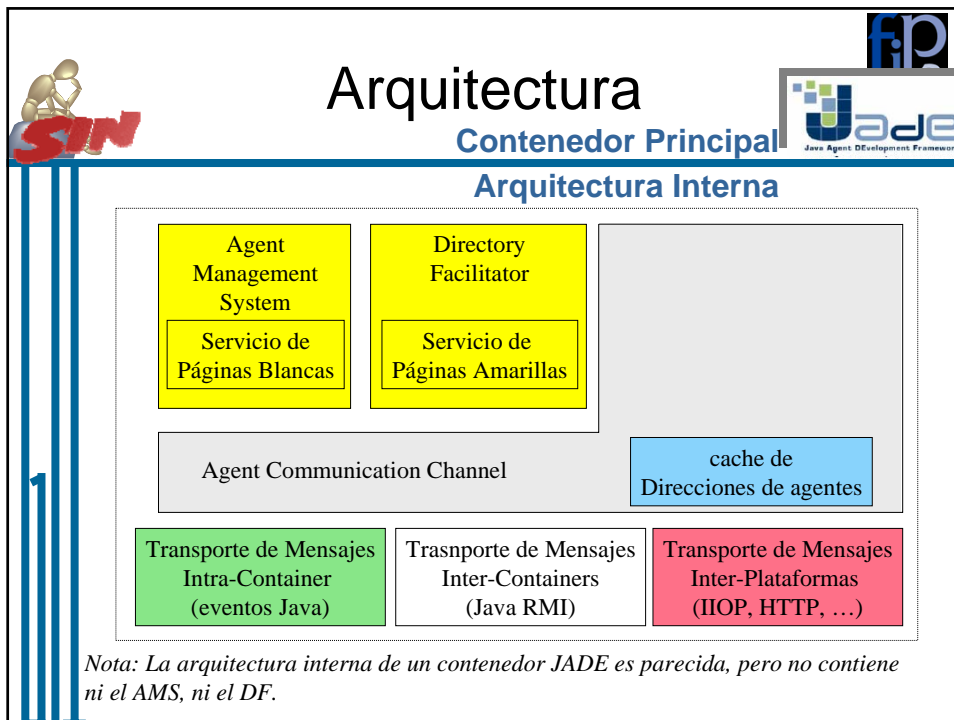 Arquitectura
fip
SIN
Jade
Java Agent DEvelopment Framework
Contenedor Principal
Arquitectura Interna
Agent
Management
System
Servicio de
Páginas Blancas
Directory
Facilitator
Servicio de
Páginas Amarillas
Agent Communication Channel
cache de
Direcciones de agentes
1
Transporte de Mensajes
Intra-Container
(eventos Java)
Trasnporte de Mensajes
Inter-Containers
(Java RMI)
Transporte de Mensajes
Inter-Plataformas
(IIOP, HTTP, …)
Nota: La arquitectura interna de un contenedor JADE es parecida, pero no contiene
ni el AMS, ni el DF.